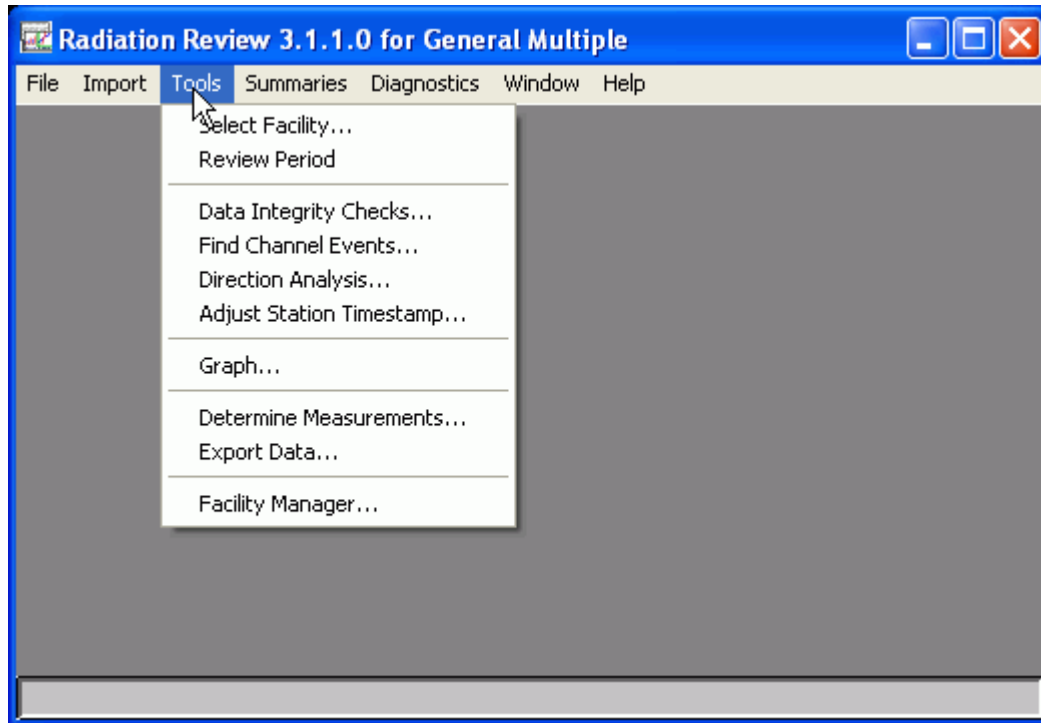 Radiation Review 3.1.1.0 for General Multiple
File Import Tools Summaries Diagnostics Window Help
Select Facility...
Review Period
Data Integrity Checks...
Find Channel Events...
Direction Analysis...
Adjust Station Timestamp...
Graph...
Determine Measurements...
Export Data...
Facility Manager...